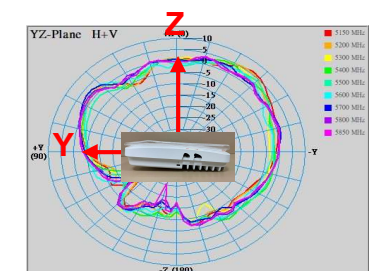 YZ-Plane H+V
Z
(0)
10
5
0
-5
-10
15
20
25
30
Y
+Y
(90)
-Y
-Z (180)
5150 MHz
5200 MHz
5300 MHz
5400 MHz
5500 MHz
5600 MHz
5700 MHz
5800 MHz
5850 MHz